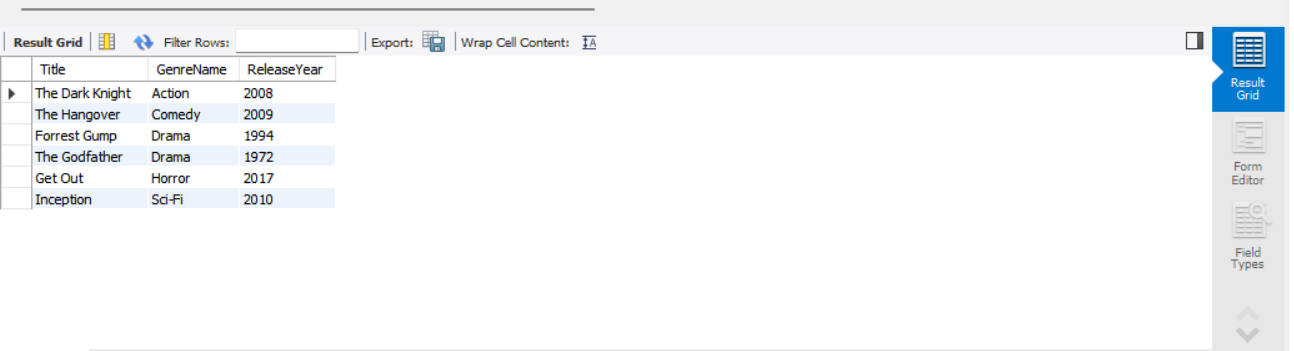 Result Grid Filter Rows: Export: Wrap Cell Content:
Title GenreName ReleaseYear
The Dark Knight Action 2008
The Hangover Comedy 2009
Forrest Gump Drama 1994
The Godfather Drama 1972
Get Out Horror 2017
Inception Sci-Fi 2010
Result
Grid
Form
Editor
Field
Types